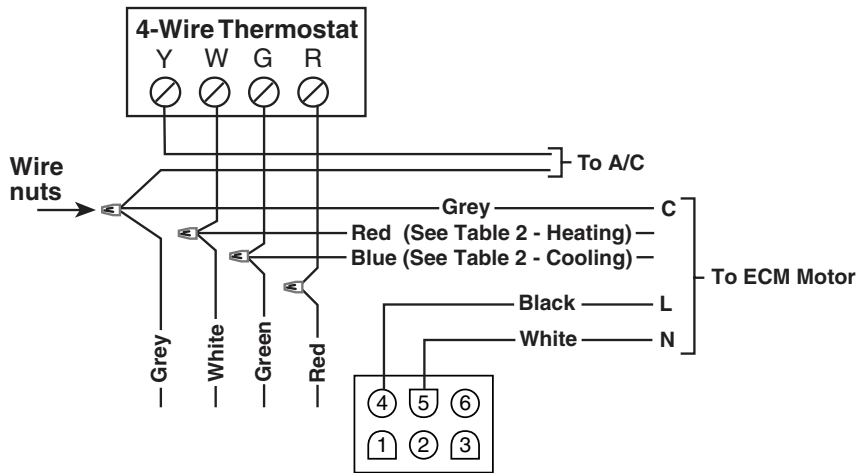 4-Wire Thermostat
Y W G R
To A/C
Wire
nuts
Grey C
Red (See Table 2 - Heating)
Blue (See Table 2 - Cooling)
To ECM Motor
Black L
White N
Grey
White
Green
Red
4 5 6
1 2 3